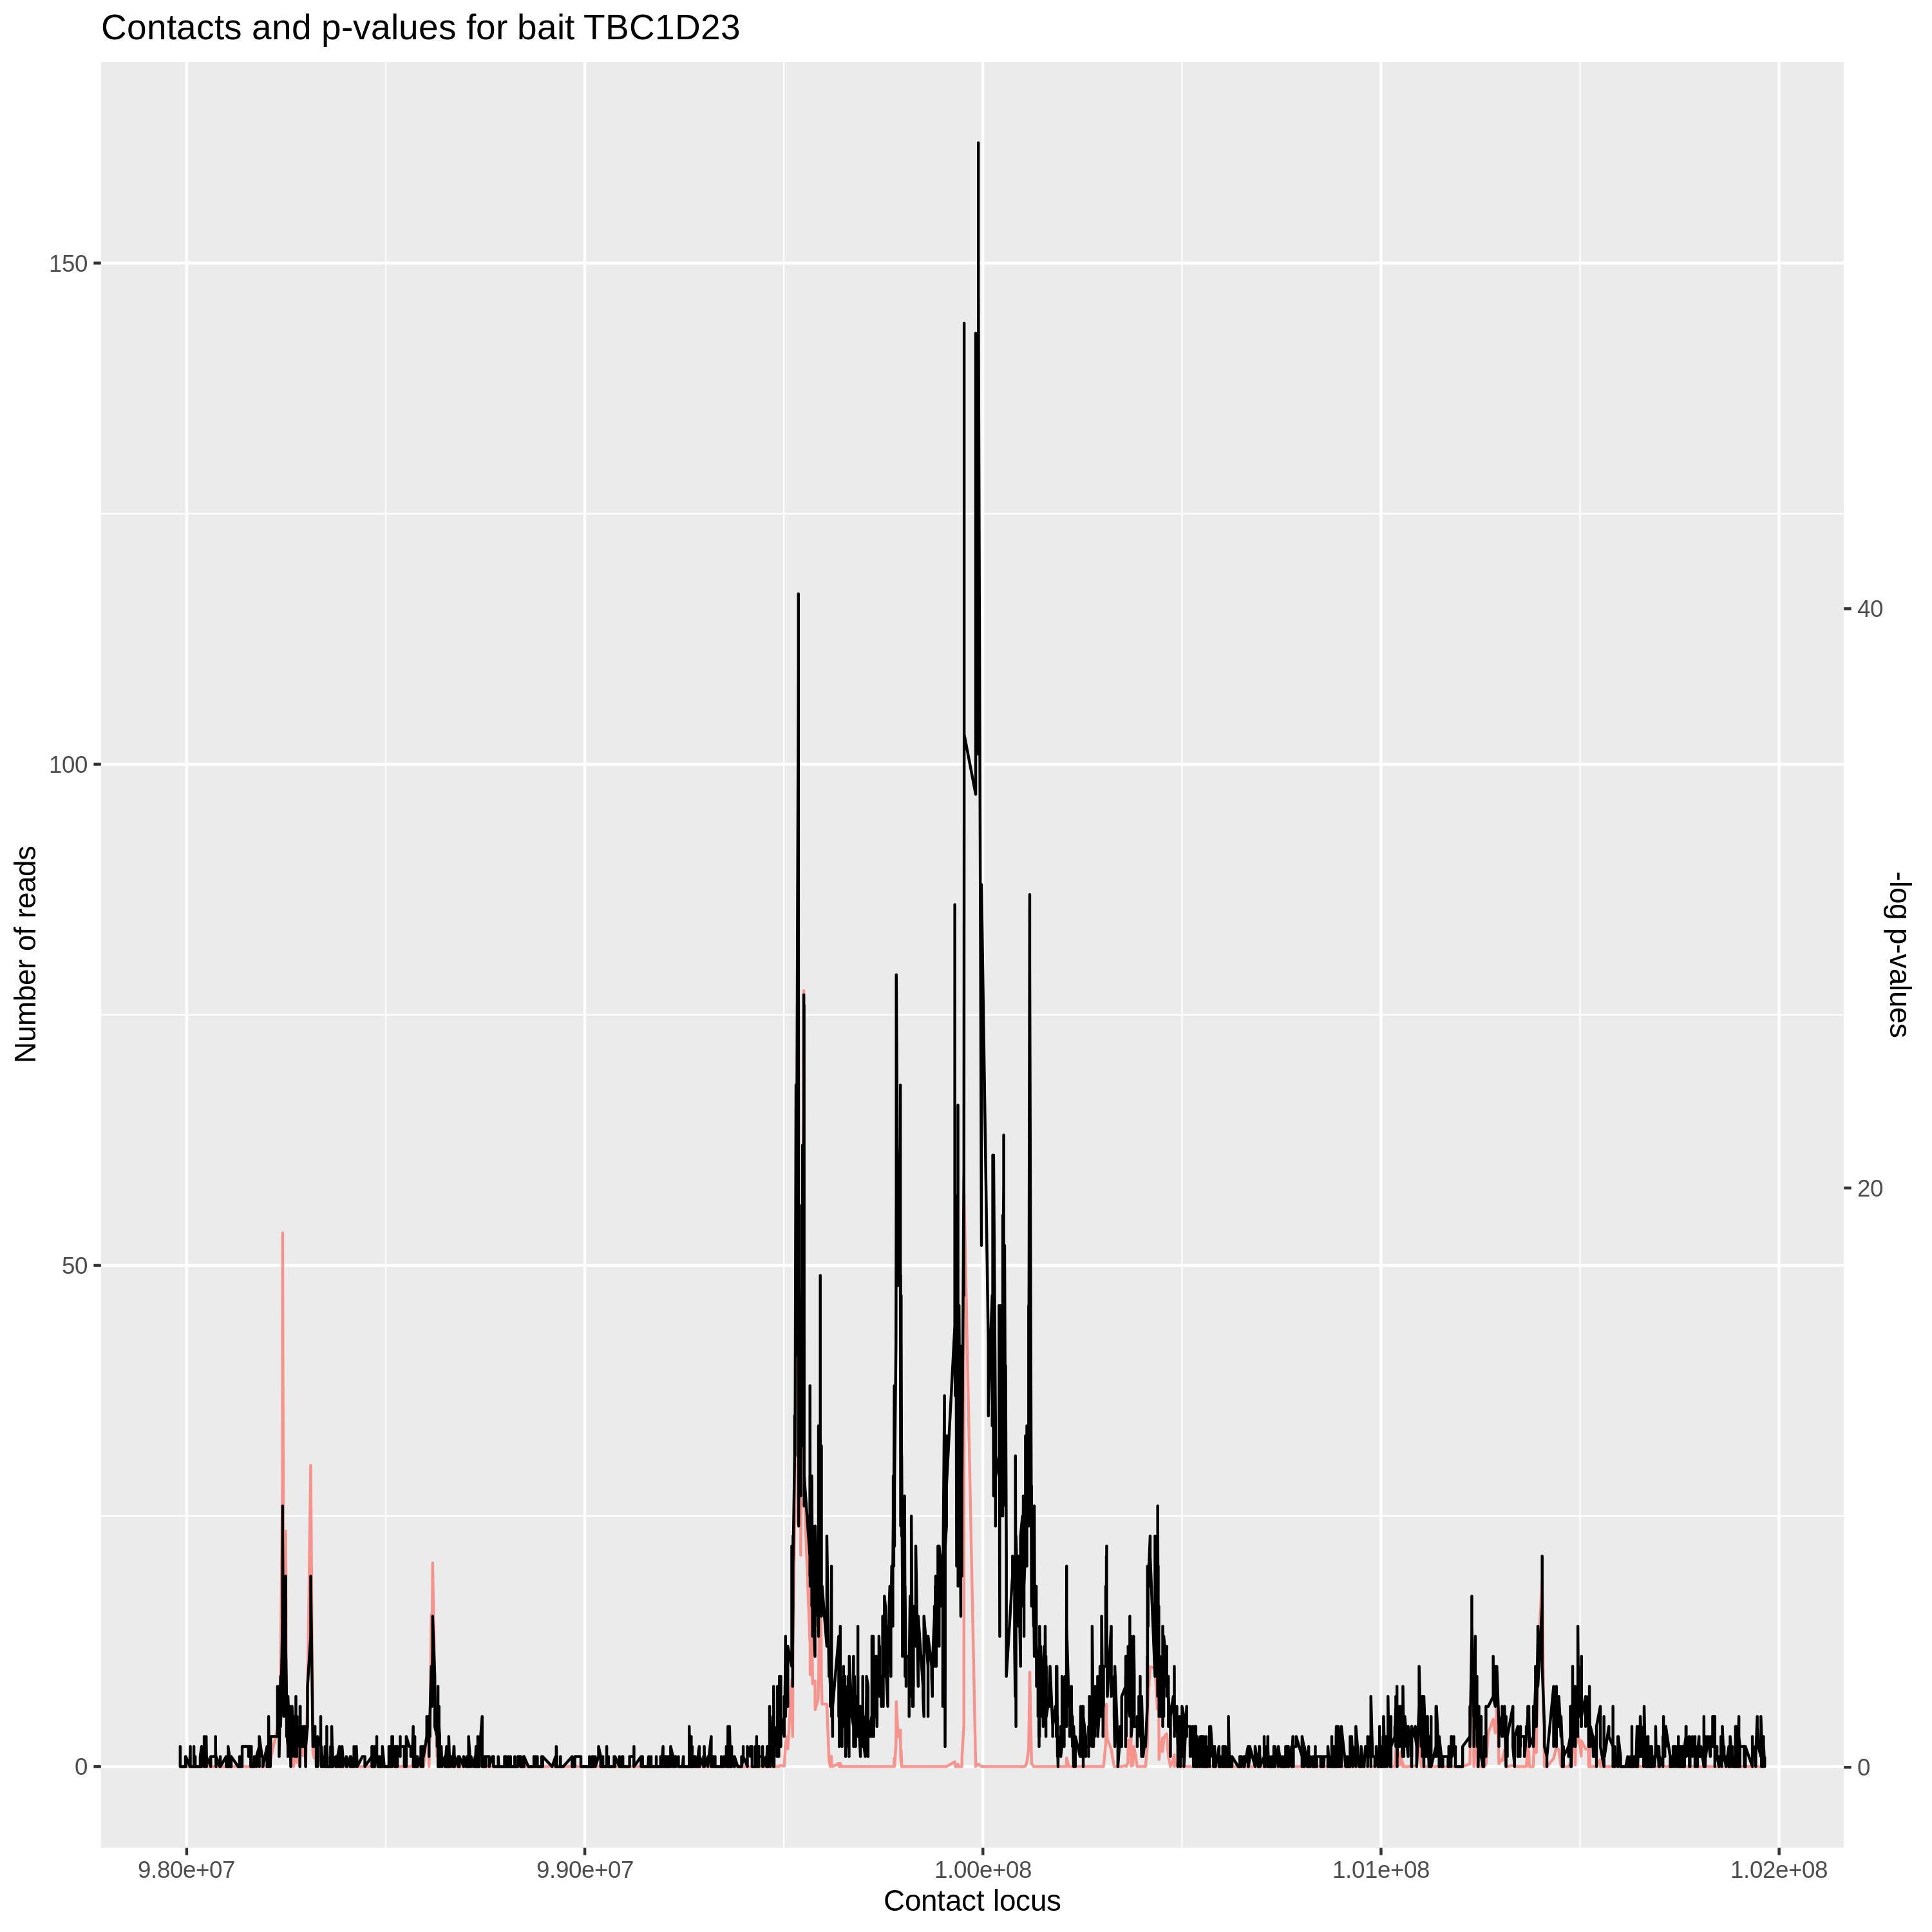 Contacts and p-values for bait TBC1D23
150
100
50
0
Number of reads
40
20
0
-log p-values
9.80e+07
9.90e+07
1.00e+08
1.01e+08
1.02e+08
Contact locus